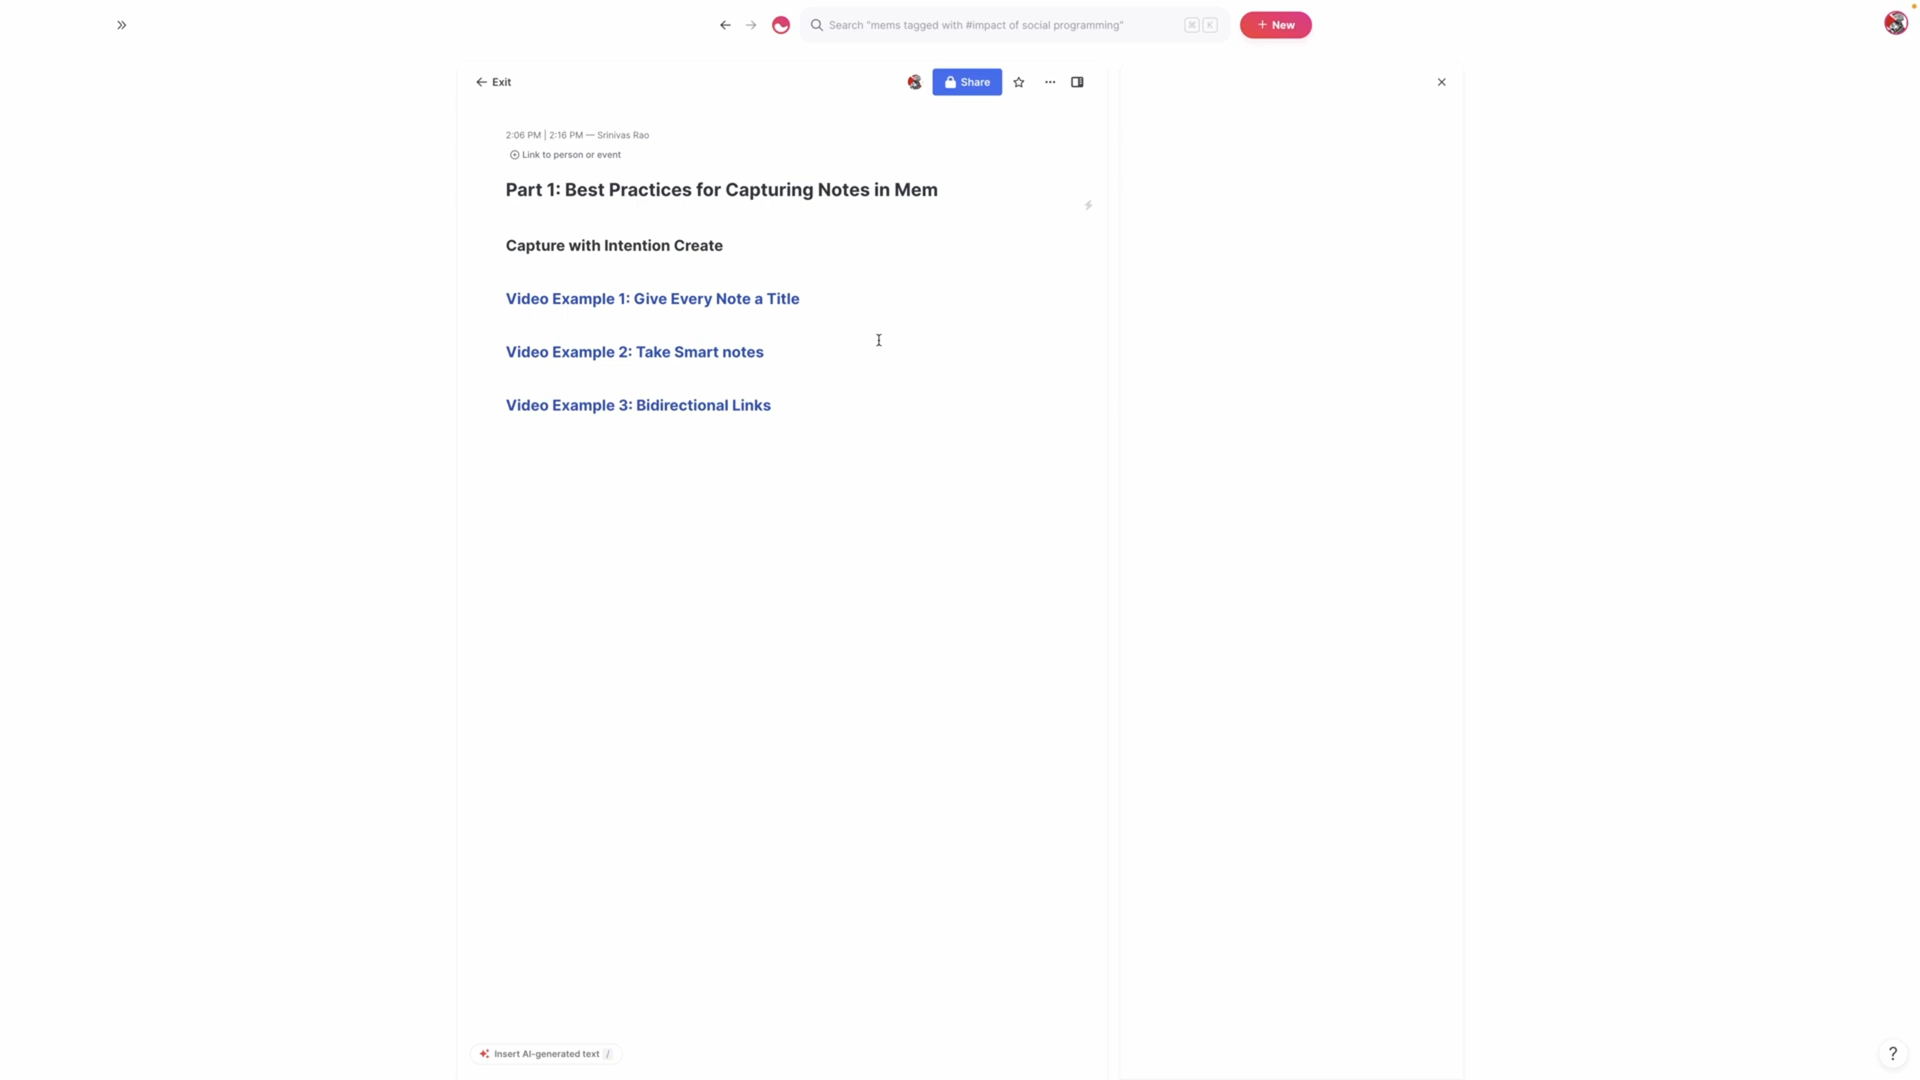 Search "mems tagged with #impact of social programming"
⌘ K
+ New
← Exit
Share
2:06 PM | 2:16 PM — Srinivas Rao
Link to person or event
Part 1: Best Practices for Capturing Notes in Mem
Capture with Intention Create
Video Example 1: Give Every Note a Title
Video Example 2: Take Smart notes
Video Example 3: Bidirectional Links
Insert AI-generated text /
?